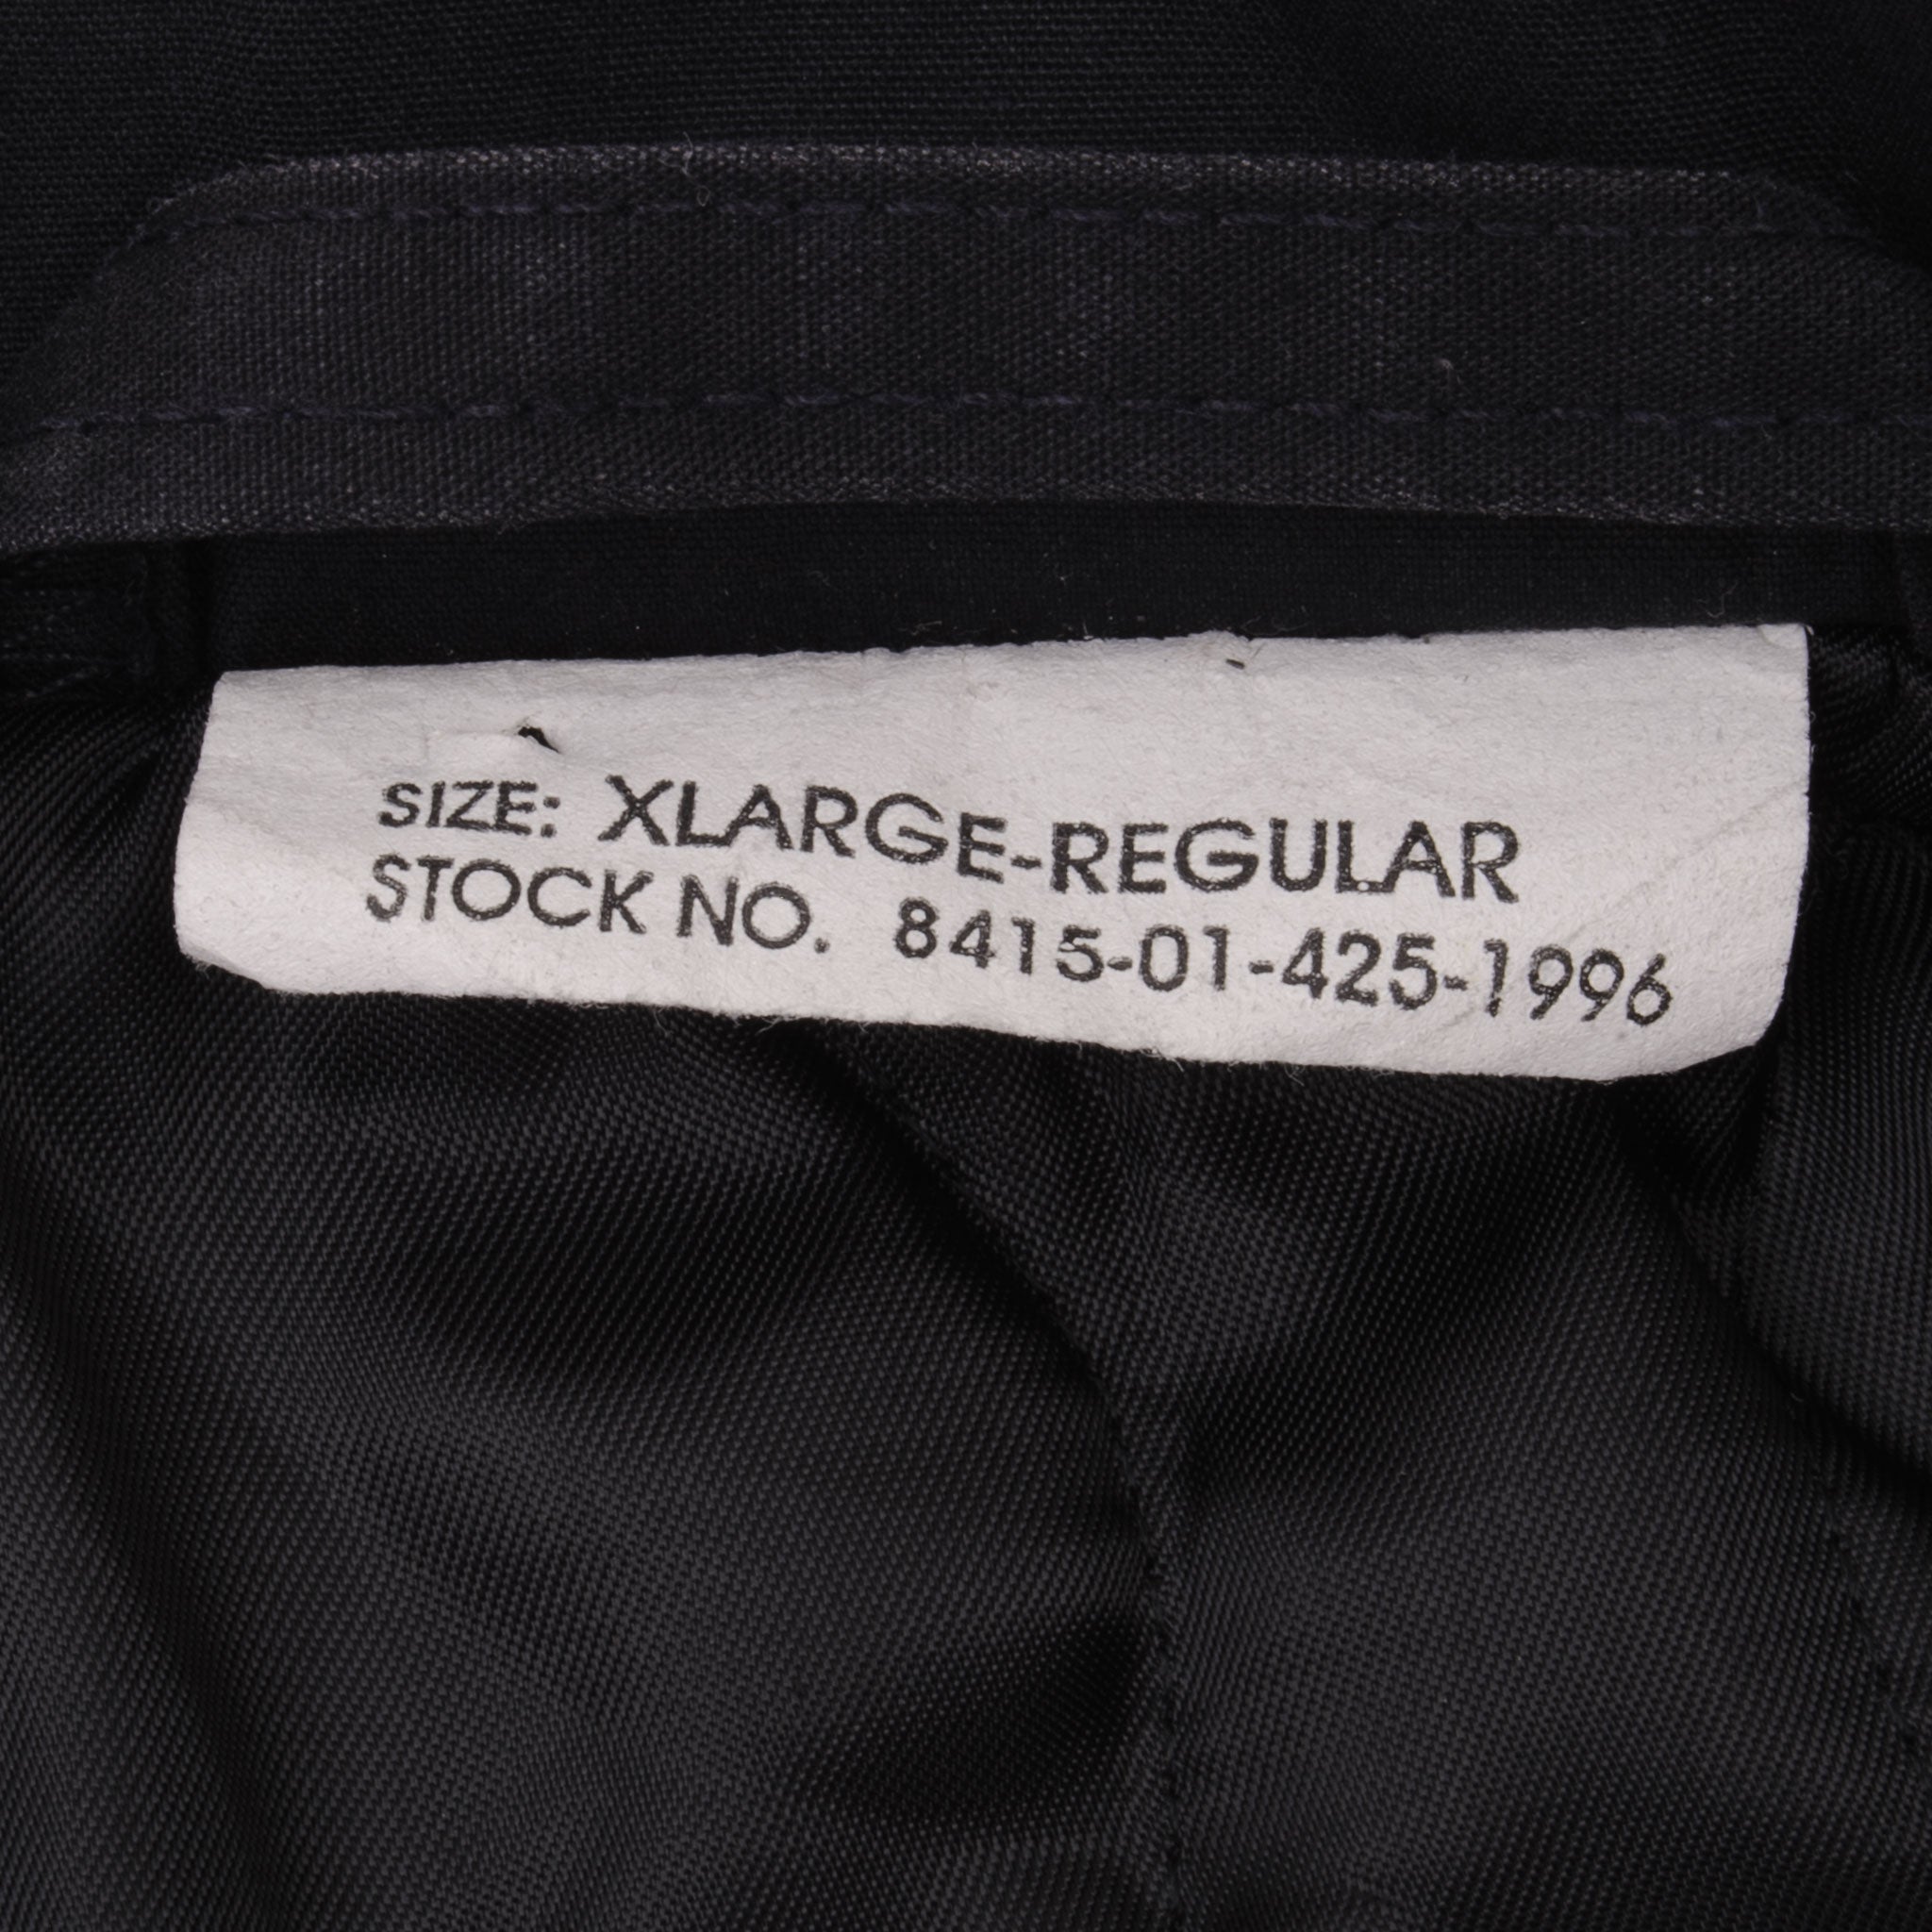 SIZE: XLARGE-REGULAR
STOCK NO. 8415-01-425-1996